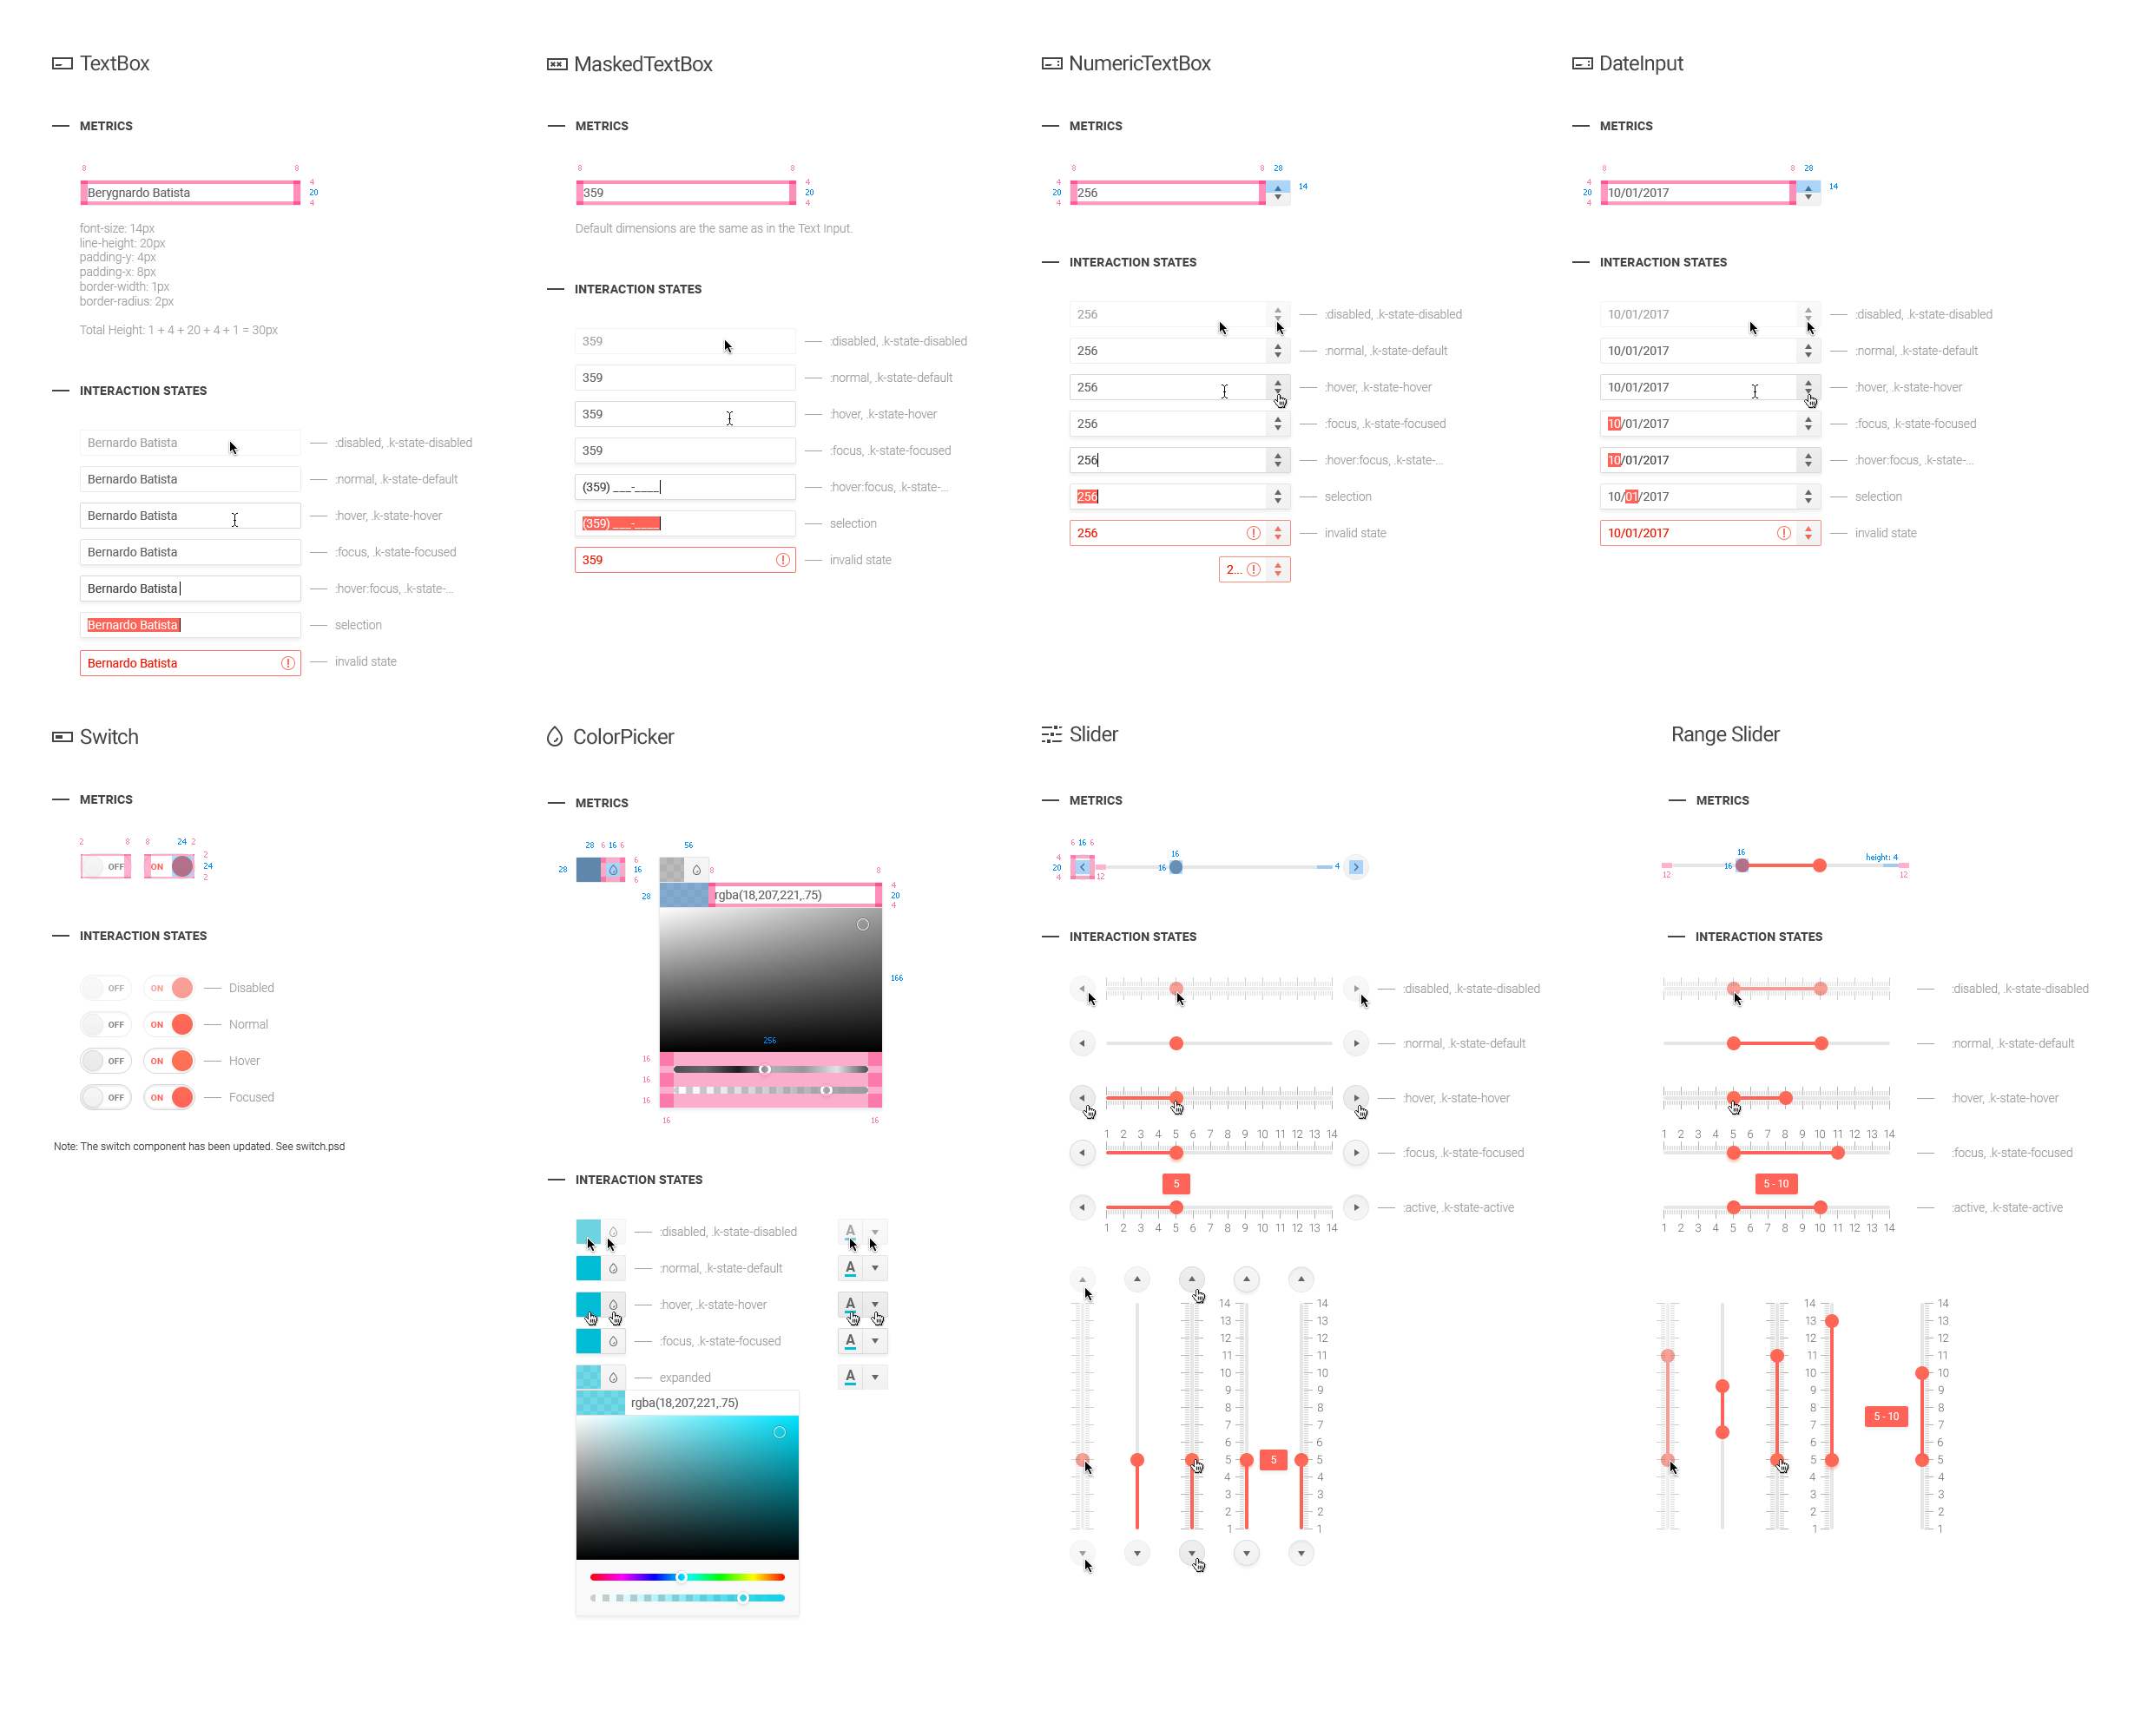 TextBox
METRICS
8 8
Berygnardo Batista
4
20
4
font-size: 14px
line-height: 20px
padding-y: 4px
padding-x: 8px
border-width: 1px
border-radius: 2px
Total Height: 1 + 4 + 20 + 4 + 1 = 30px
INTERACTION STATES
Bernardo Batista :disabled, .k-state-disabled
Bernardo Batista :normal, .k-state-default
Bernardo Batista :hover, .k-state-hover
Bernardo Batista :focus, .k-state-focused
Bernardo Batista :hover:focus, .k-state-...
Bernardo Batista selection
Bernardo Batista invalid state
MaskedTextBox
METRICS
8 8
359
4
20
4
Default dimensions are the same as in the Text Input.
INTERACTION STATES
359 :disabled, .k-state-disabled
359 :normal, .k-state-default
359 :hover, .k-state-hover
359 :focus, .k-state-focused
(359) ___-____ :hover:focus, .k-state-...
(359) ___-____ selection
359 invalid state
NumericTextBox
METRICS
8 8 28
4
20
4
256
14
INTERACTION STATES
256 :disabled, .k-state-disabled
256 :normal, .k-state-default
256 :hover, .k-state-hover
256 :focus, .k-state-focused
256 :hover:focus, .k-state-...
256 selection
256 invalid state
2...
DateInput
METRICS
8 8 28
4
20
4
10/01/2017
14
INTERACTION STATES
10/01/2017 :disabled, .k-state-disabled
10/01/2017 :normal, .k-state-default
10/01/2017 :hover, .k-state-hover
10/01/2017 :focus, .k-state-focused
10/01/2017 :hover:focus, .k-state-...
10/01/2017 selection
10/01/2017 invalid state
Switch
METRICS
2 8 8 24 2
OFF ON
2
24
2
INTERACTION STATES
OFF ON Disabled
OFF ON Normal
OFF ON Hover
OFF ON Focused
Note: The switch component has been updated. See switch.psd
ColorPicker
METRICS
28 6 16 6 56
28
6
16
6
8 8
28
rgba(18,207,221,.75)
4
20
4
166
256
16
16
16
16 16
INTERACTION STATES
:disabled, .k-state-disabled A
:normal, .k-state-default A
:hover, .k-state-hover A
:focus, .k-state-focused A
expanded A
rgba(18,207,221,.75)
Slider
METRICS
6 16 6
4
20
4
12
16
16
4
INTERACTION STATES
:disabled, .k-state-disabled
:normal, .k-state-default
:hover, .k-state-hover
1 2 3 4 5 6 7 8 9 10 11 12 13 14
:focus, .k-state-focused
5
:active, .k-state-active
1 2 3 4 5 6 7 8 9 10 11 12 13 14
14 14
13 13
12 12
11 11
10 10
9 9
8 8
7 7
6 6
5 5 5
4 4
3 3
2 2
1 1
Range Slider
METRICS
16
16
height: 4
12 12
INTERACTION STATES
:disabled, .k-state-disabled
:normal, .k-state-default
:hover, .k-state-hover
1 2 3 4 5 6 7 8 9 10 11 12 13 14
:focus, .k-state-focused
5 - 10
:active, .k-state-active
1 2 3 4 5 6 7 8 9 10 11 12 13 14
14 14
13 13
12 12
11 11
10 10
9 9
8 8
5 - 10
7 7
6 6
5 5
4 4
3 3
2 2
1 1